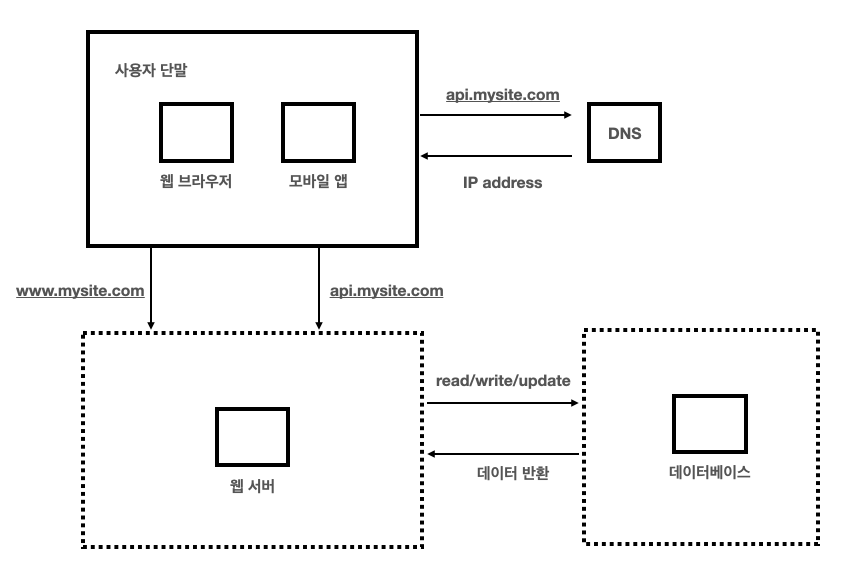 사용자 단말
api.mysite.com
DNS
웹 브라우저
모바일 앱
IP address
www.mysite.com
api.mysite.com
read/write/update
웹 서버
데이터 반환
데이터베이스